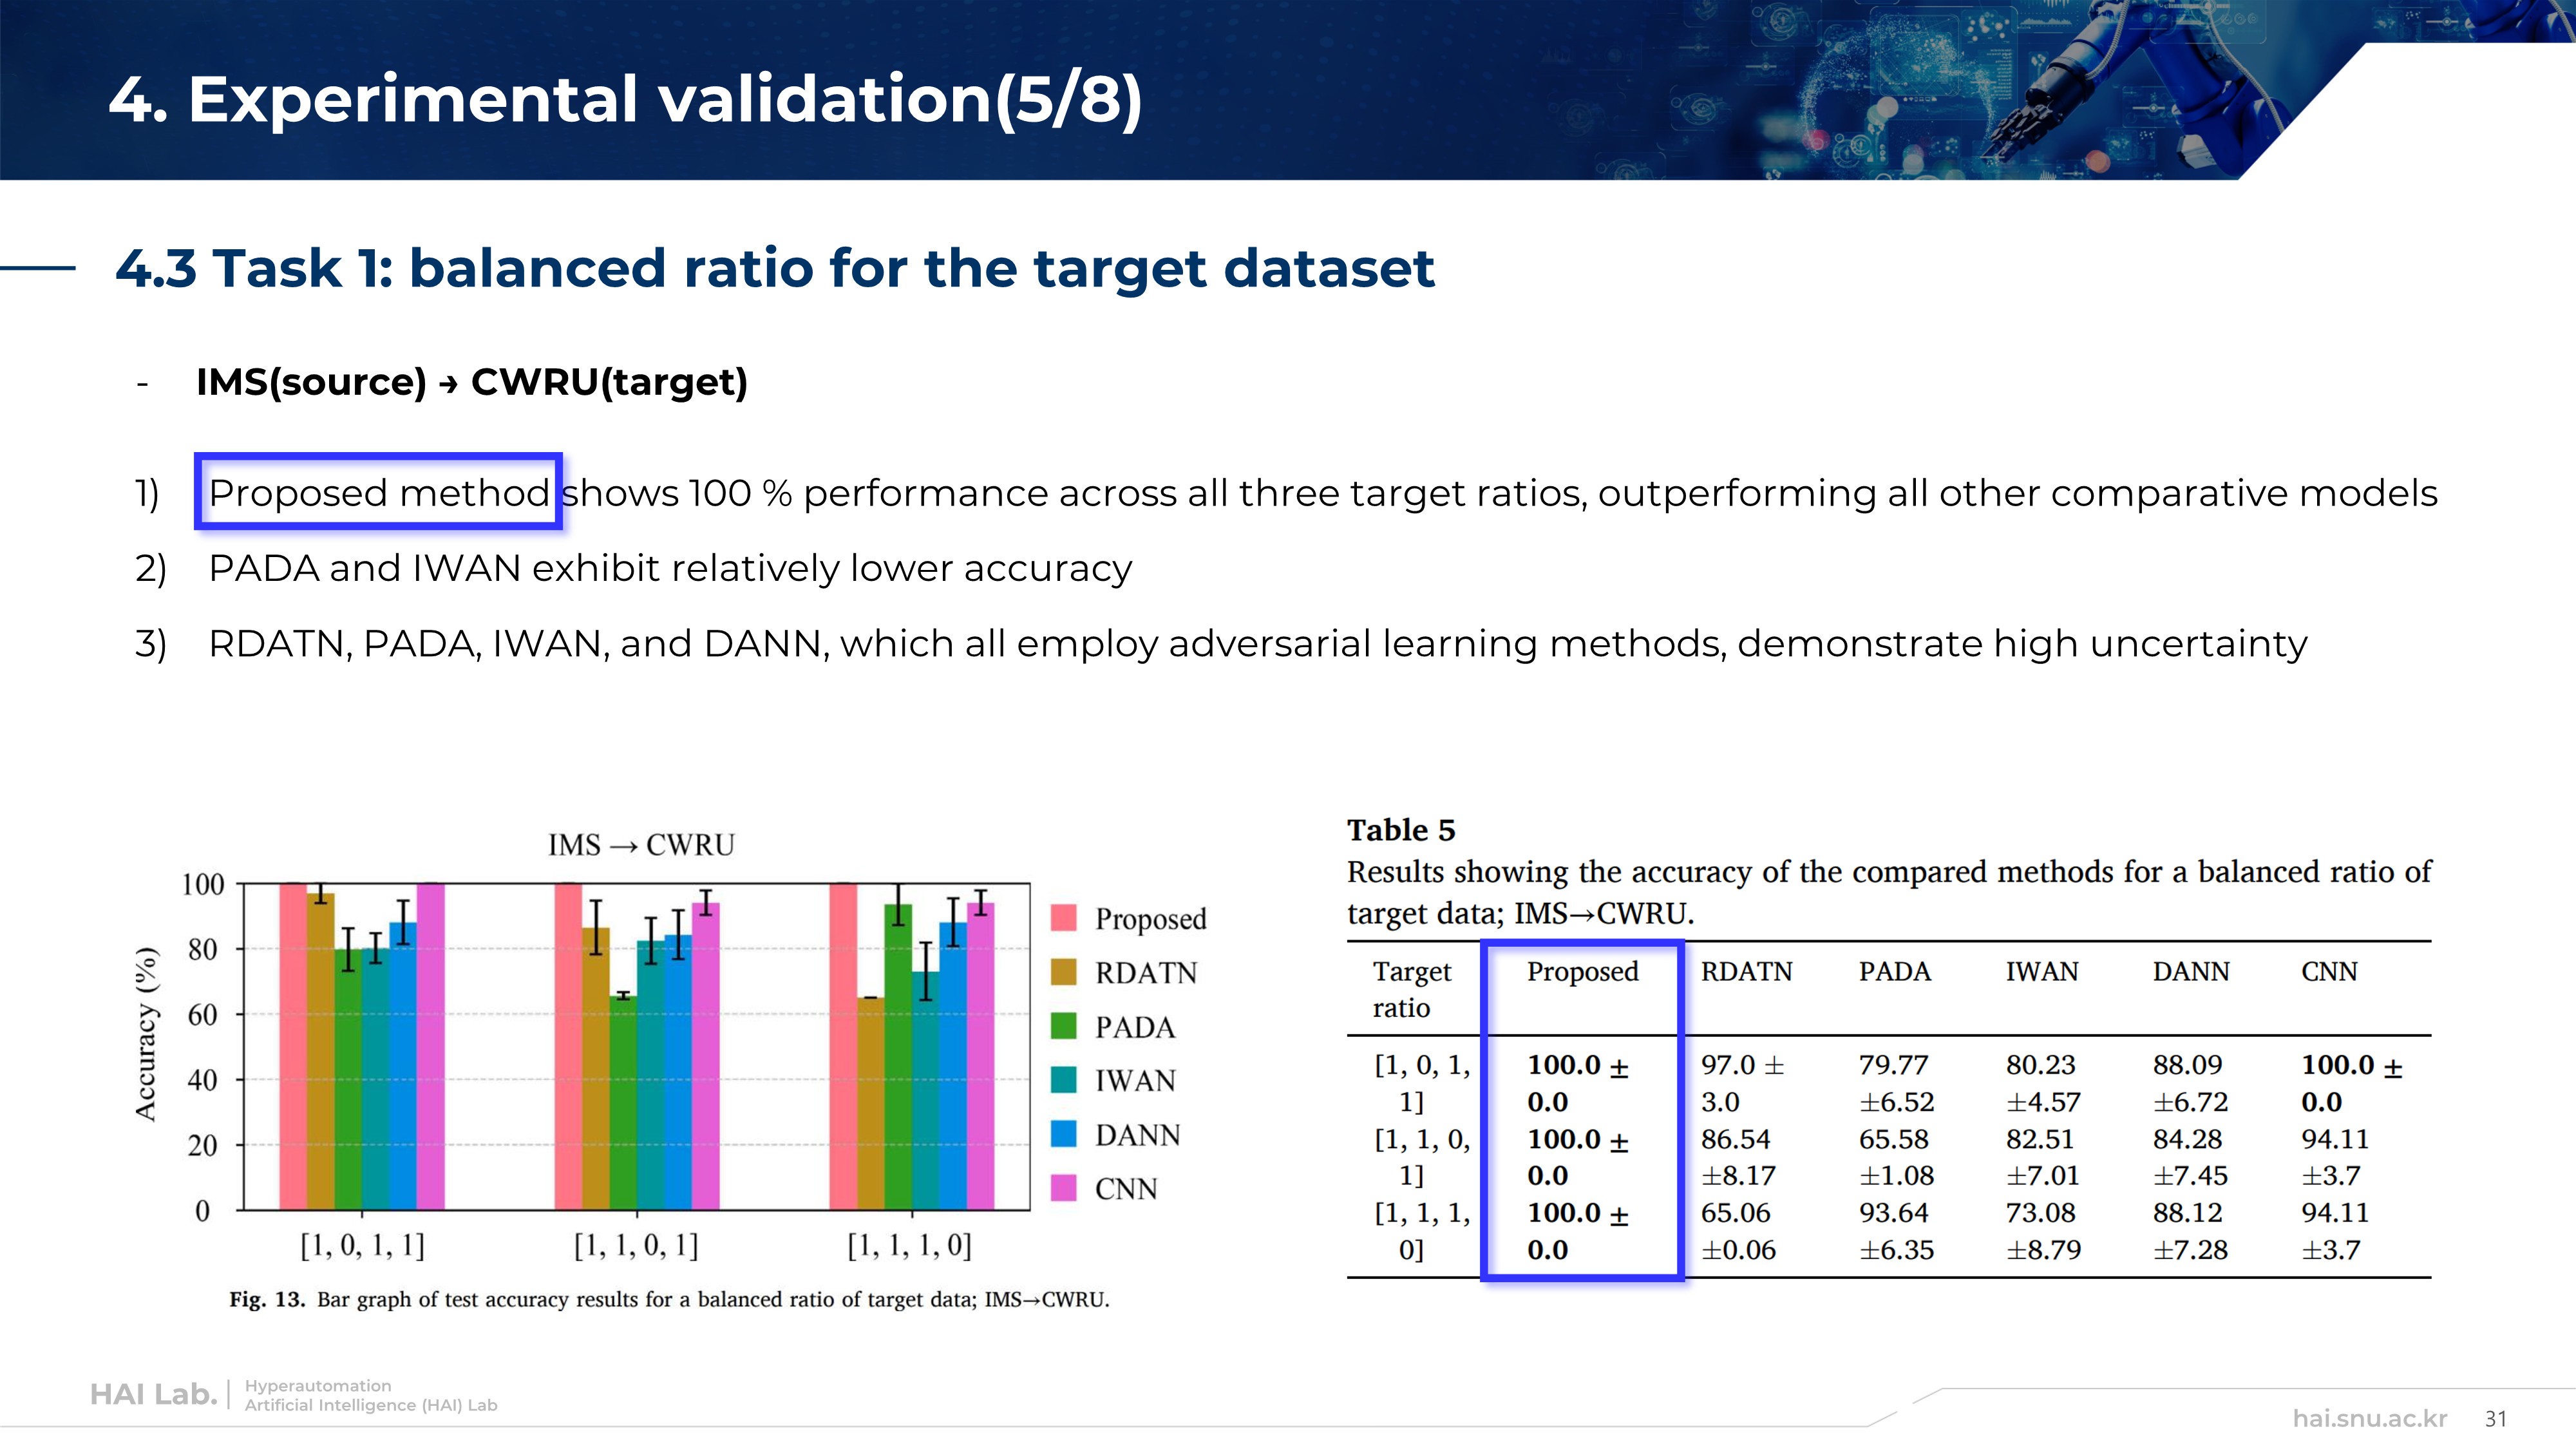 4. Experimental validation(5/8)
4.3 Task 1: balanced ratio for the target dataset
- IMS(source) → CWRU(target)
1) Proposed method shows 100 % performance across all three target ratios, outperforming all other comparative models
2) PADA and IWAN exhibit relatively lower accuracy
3) RDATN, PADA, IWAN, and DANN, which all employ adversarial learning methods, demonstrate high uncertainty
IMS → CWRU
Accuracy (%)
100
80
60
40
20
0
[1, 0, 1, 1] [1, 1, 0, 1] [1, 1, 1, 0]
Proposed
RDATN
PADA
IWAN
DANN
CNN
Fig. 13. Bar graph of test accuracy results for a balanced ratio of target data; IMS→CWRU.
Table 5
Results showing the accuracy of the compared methods for a balanced ratio of
target data; IMS→CWRU.
Target Proposed RDATN PADA IWAN DANN CNN
ratio
[1, 0, 1, 100.0 ± 97.0 ± 79.77 80.23 88.09 100.0 ±
1] 0.0 3.0 ±6.52 ±4.57 ±6.72 0.0
[1, 1, 0, 100.0 ± 86.54 65.58 82.51 84.28 94.11
1] 0.0 ±8.17 ±1.08 ±7.01 ±7.45 ±3.7
[1, 1, 1, 100.0 ± 65.06 93.64 73.08 88.12 94.11
0] 0.0 ±0.06 ±6.35 ±8.79 ±7.28 ±3.7
HAI Lab.
Hyperautomation
Artificial Intelligence (HAI) Lab
hai.snu.ac.kr 31